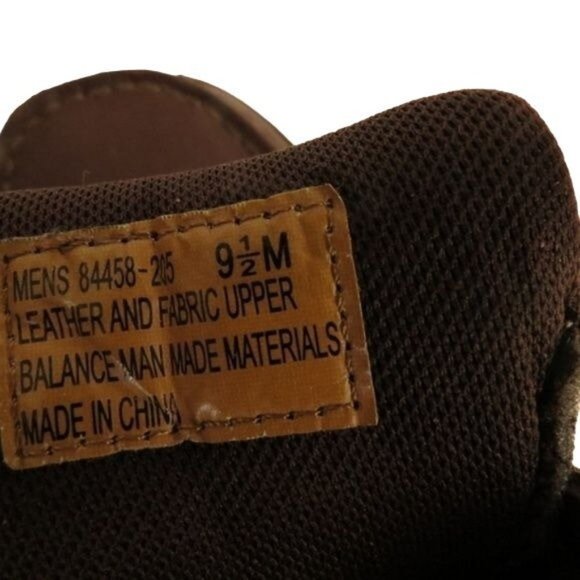 MENS 84458-205 9½M
LEATHER AND FABRIC UPPER
BALANCE MAN MADE MATERIALS
MADE IN CHINA